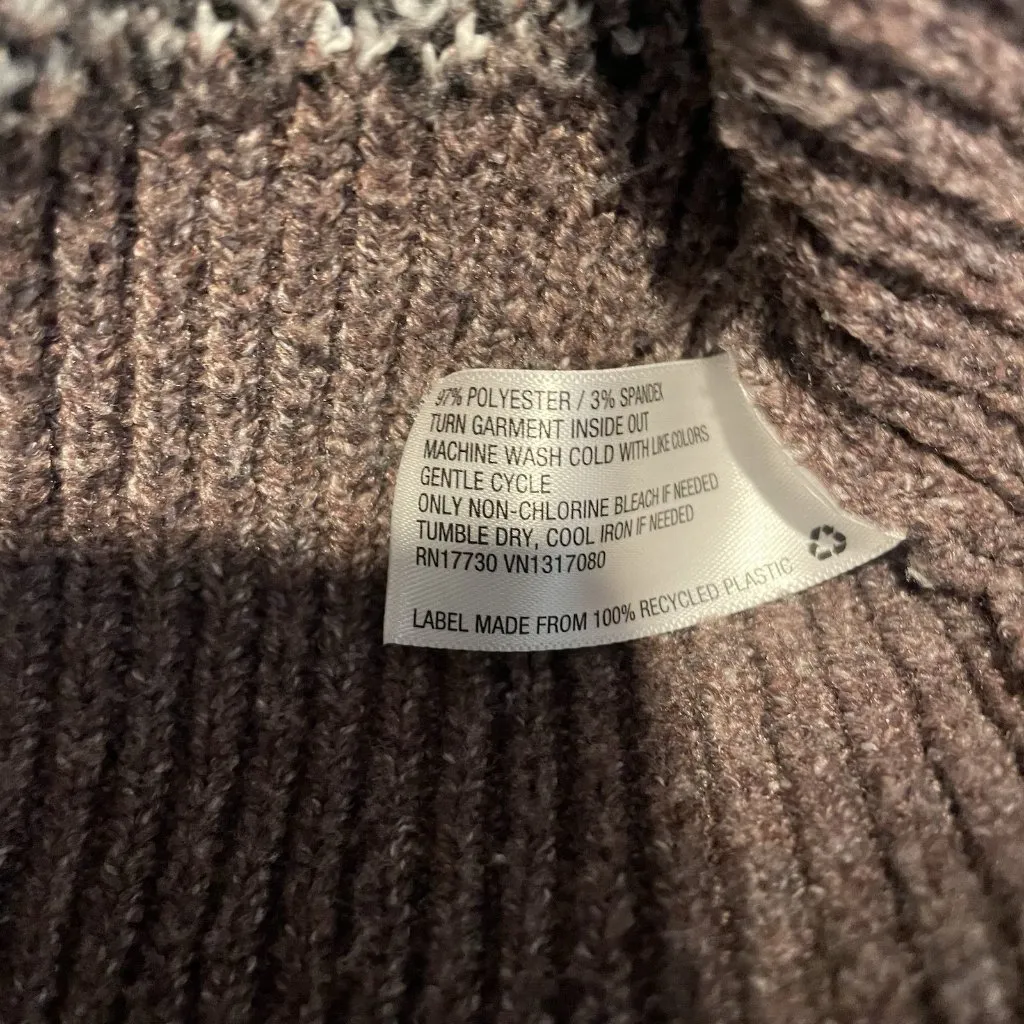 97% POLYESTER / 3% SPANDEX
TURN GARMENT INSIDE OUT
MACHINE WASH COLD WITH LIKE COLORS
GENTLE CYCLE
ONLY NON-CHLORINE BLEACH IF NEEDED
TUMBLE DRY, COOL IRON IF NEEDED
RN17730 VN1317080
LABEL MADE FROM 100% RECYCLED PLASTIC